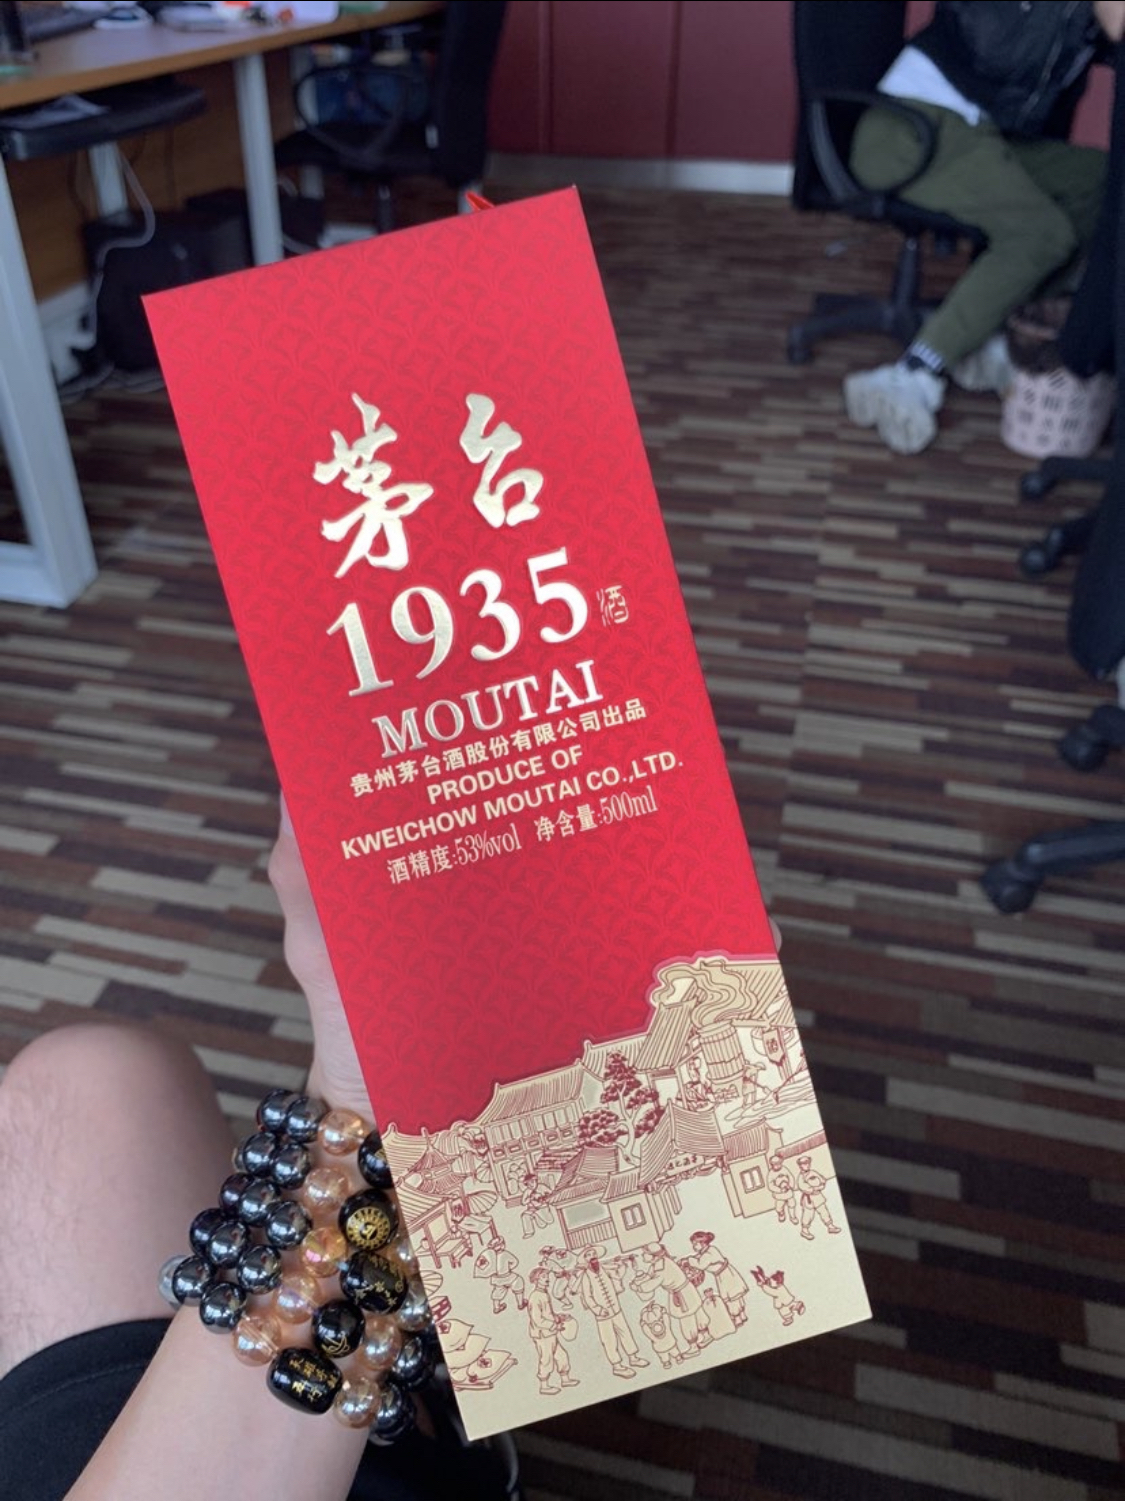 茅台
1935酒
MOUTAI
贵州茅台酒股份有限公司出品
PRODUCE OF
KWEICHOW MOUTAI CO.,LTD.
酒精度:53%vol 净含量:500ml
酒